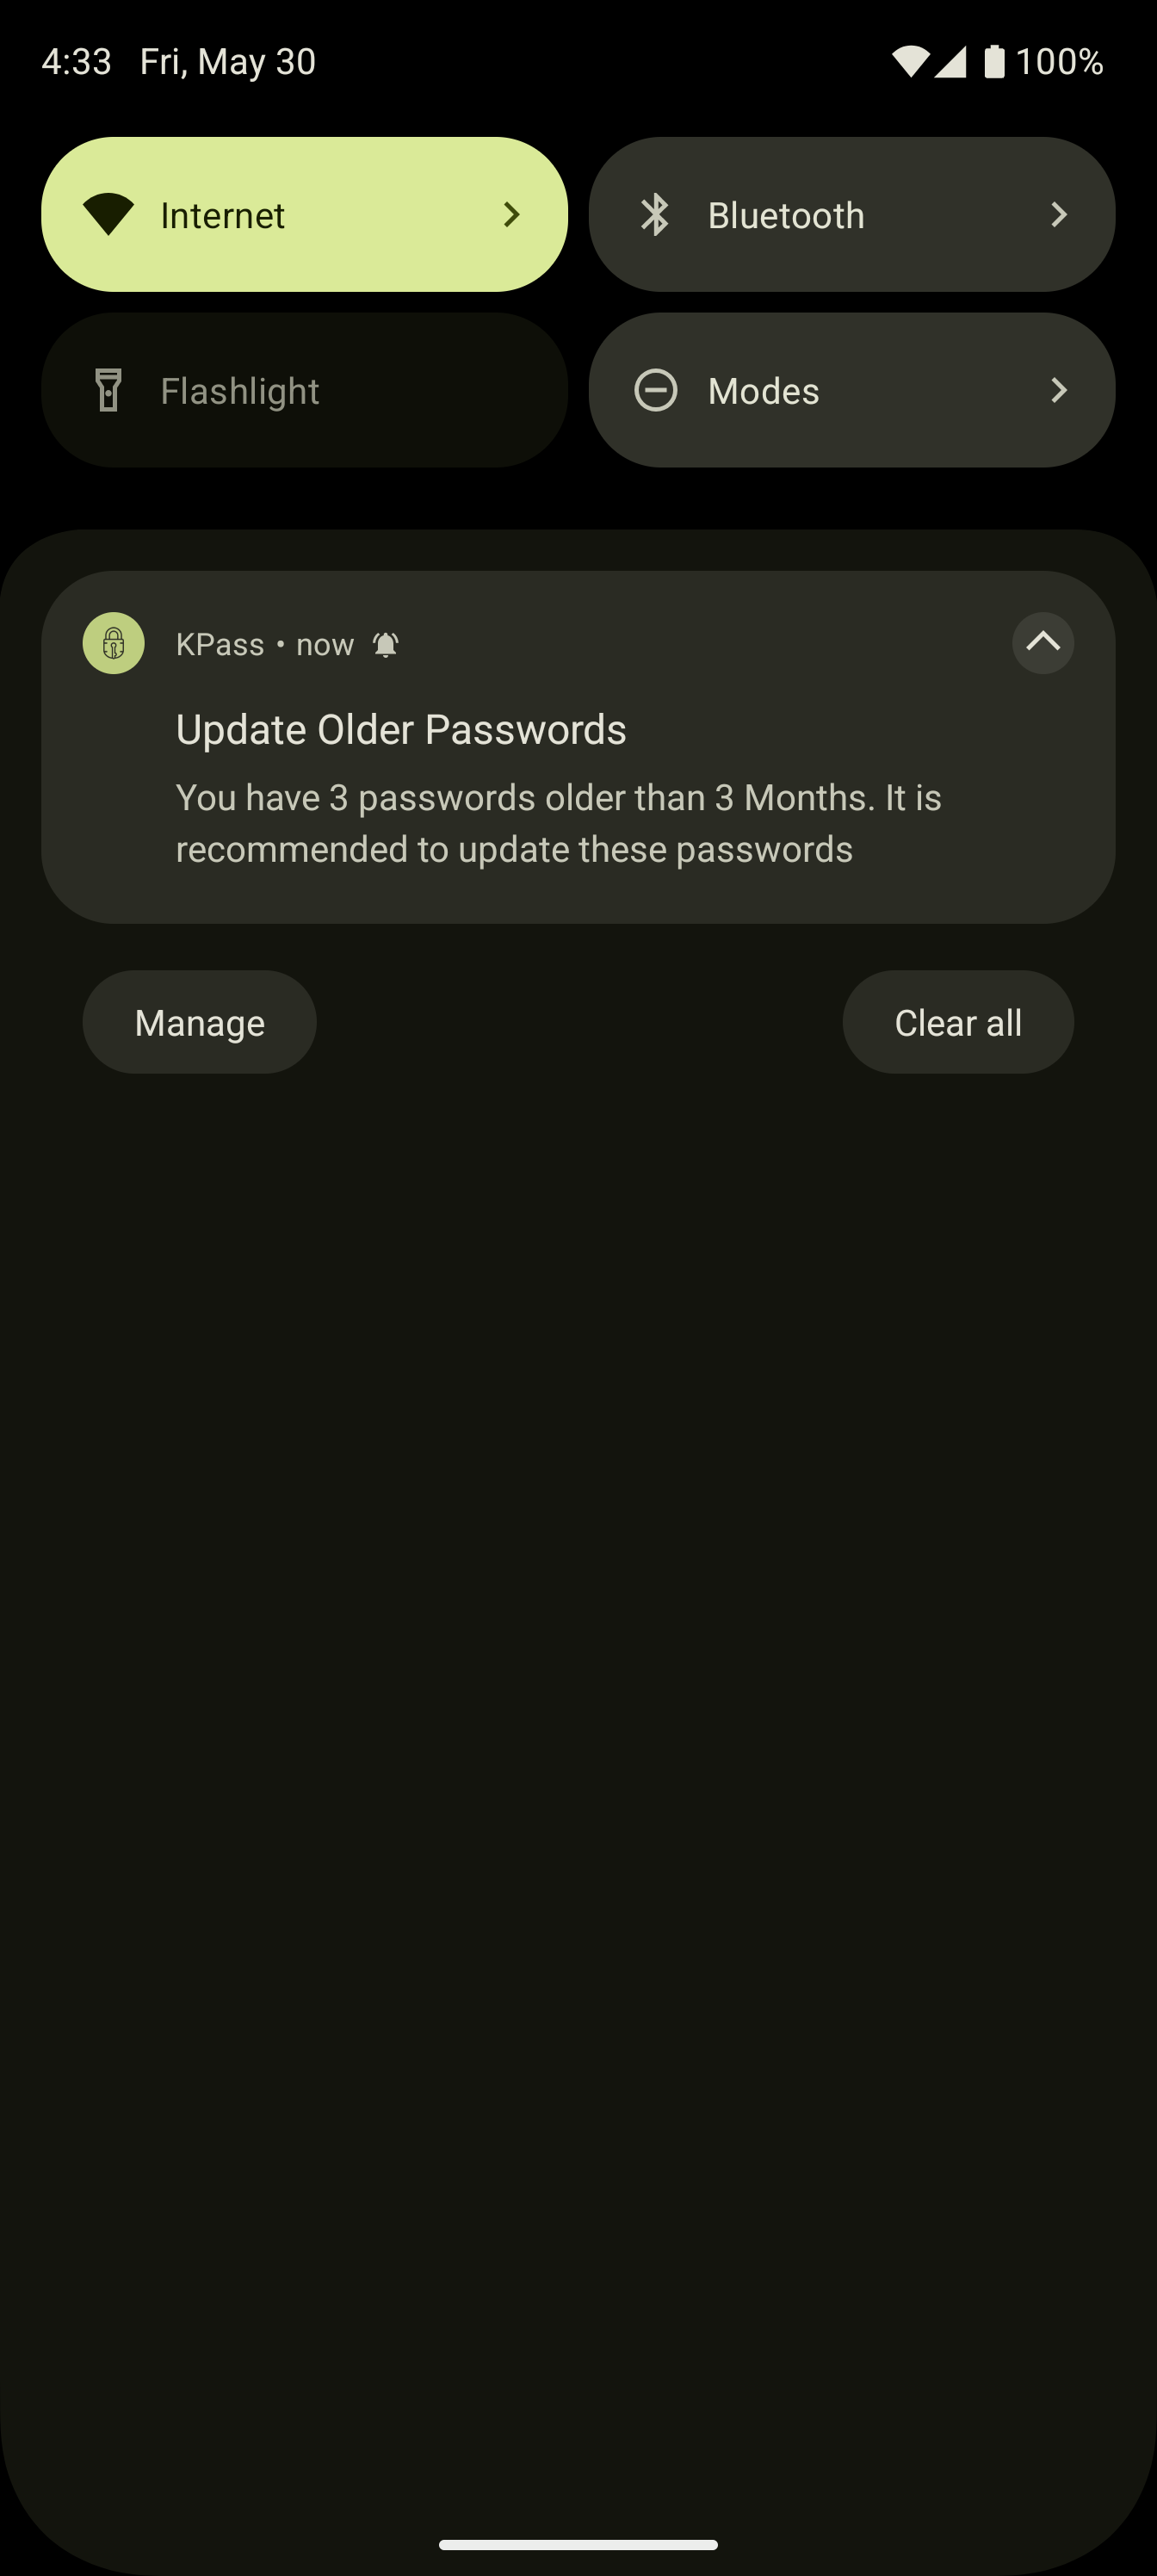 4:33 Fri, May 30 100%
Internet
Bluetooth
Flashlight
Modes
KPass • now
Update Older Passwords
You have 3 passwords older than 3 Months. It is
recommended to update these passwords
Manage
Clear all